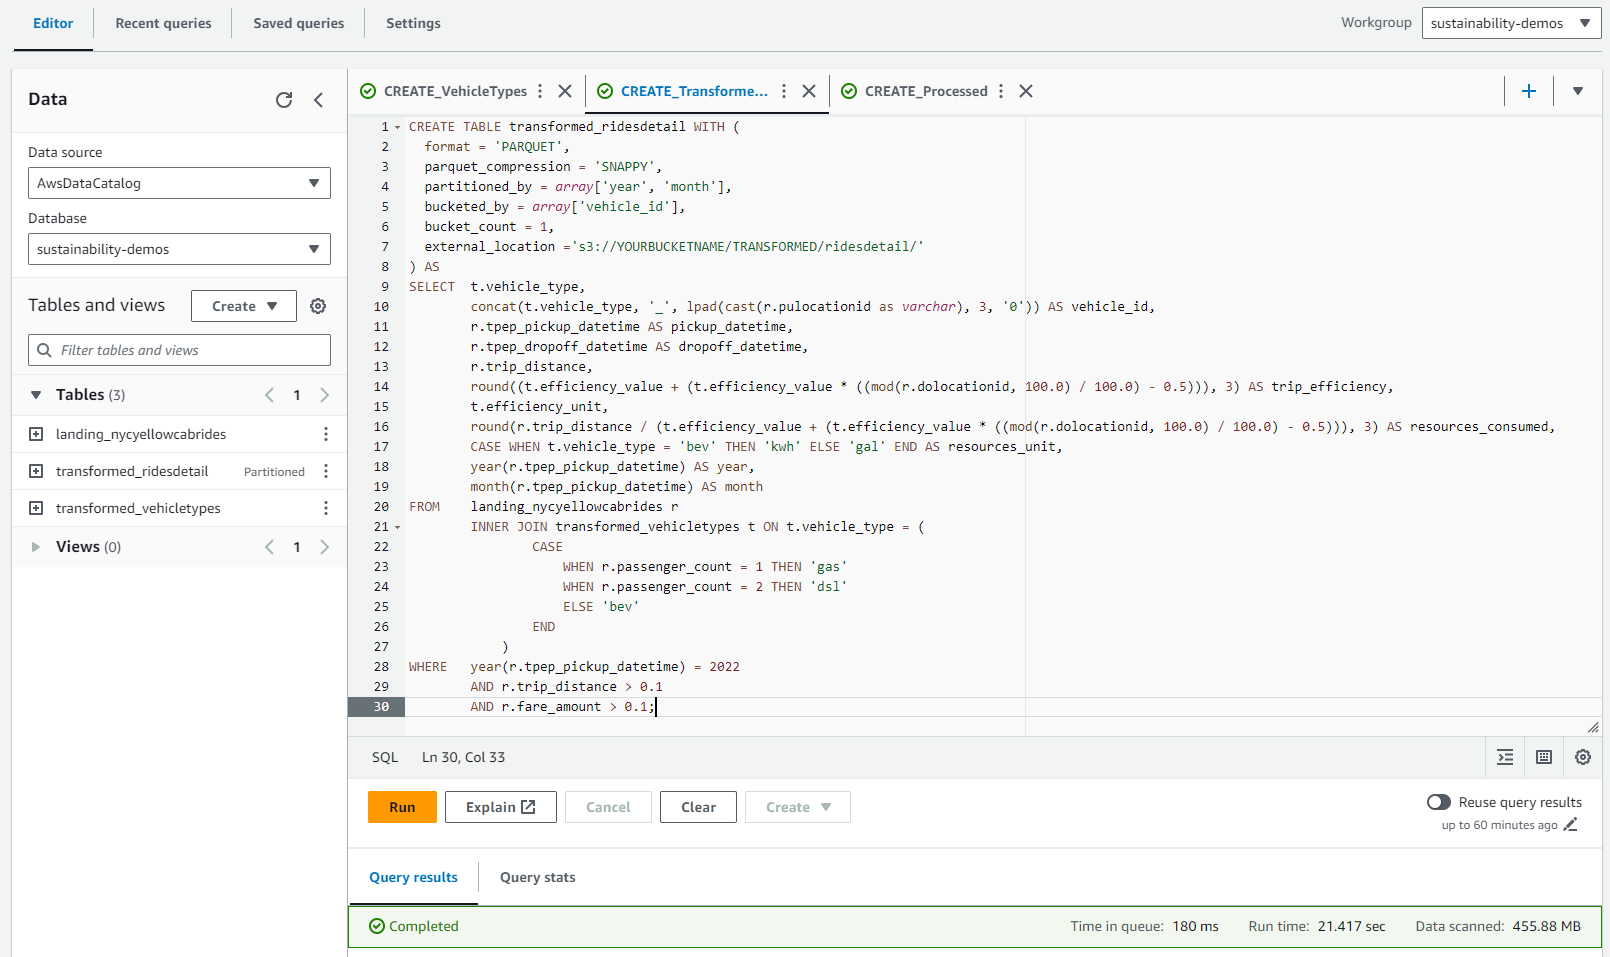 Editor
Recent queries
Saved queries
Settings
Workgroup
sustainability-demos
Data
Data source
AwsDataCatalog
Database
sustainability-demos
Tables and views
Create
Filter tables and views
Tables (3)
1
landing_nycyellowcabrides
transformed_ridesdetail Partitioned
transformed_vehicletypes
Views (0)
1
CREATE_VehicleTypes
CREATE_Transforme...
CREATE_Processed
1 CREATE TABLE transformed_ridesdetail WITH (
2 format = 'PARQUET',
3 parquet_compression = 'SNAPPY',
4 partitioned_by = array['year', 'month'],
5 bucketed_by = array['vehicle_id'],
6 bucket_count = 1,
7 external_location ='s3://YOURBUCKETNAME/TRANSFORMED/ridesdetail/'
8 ) AS
9 SELECT t.vehicle_type,
10 concat(t.vehicle_type, '_', lpad(cast(r.pulocationid as varchar), 3, '0')) AS vehicle_id,
11 r.tpep_pickup_datetime AS pickup_datetime,
12 r.tpep_dropoff_datetime AS dropoff_datetime,
13 r.trip_distance,
14 round((t.efficiency_value + (t.efficiency_value * ((mod(r.dolocationid, 100.0) / 100.0) - 0.5))), 3) AS trip_efficiency,
15 t.efficiency_unit,
16 round(r.trip_distance / (t.efficiency_value + (t.efficiency_value * ((mod(r.dolocationid, 100.0) / 100.0) - 0.5))), 3) AS resources_consumed,
17 CASE WHEN t.vehicle_type = 'bev' THEN 'kwh' ELSE 'gal' END AS resources_unit,
18 year(r.tpep_pickup_datetime) AS year,
19 month(r.tpep_pickup_datetime) AS month
20 FROM landing_nycyellowcabrides r
21 INNER JOIN transformed_vehicletypes t ON t.vehicle_type = (
22 CASE
23 WHEN r.passenger_count = 1 THEN 'gas'
24 WHEN r.passenger_count = 2 THEN 'dsl'
25 ELSE 'bev'
26 END
27 )
28 WHERE year(r.tpep_pickup_datetime) = 2022
29 AND r.trip_distance > 0.1
30 AND r.fare_amount > 0.1;
SQL Ln 30, Col 33
Run
Explain
Cancel
Clear
Create
Reuse query results
up to 60 minutes ago
Query results
Query stats
Completed
Time in queue: 180 ms
Run time: 21.417 sec
Data scanned: 455.88 MB